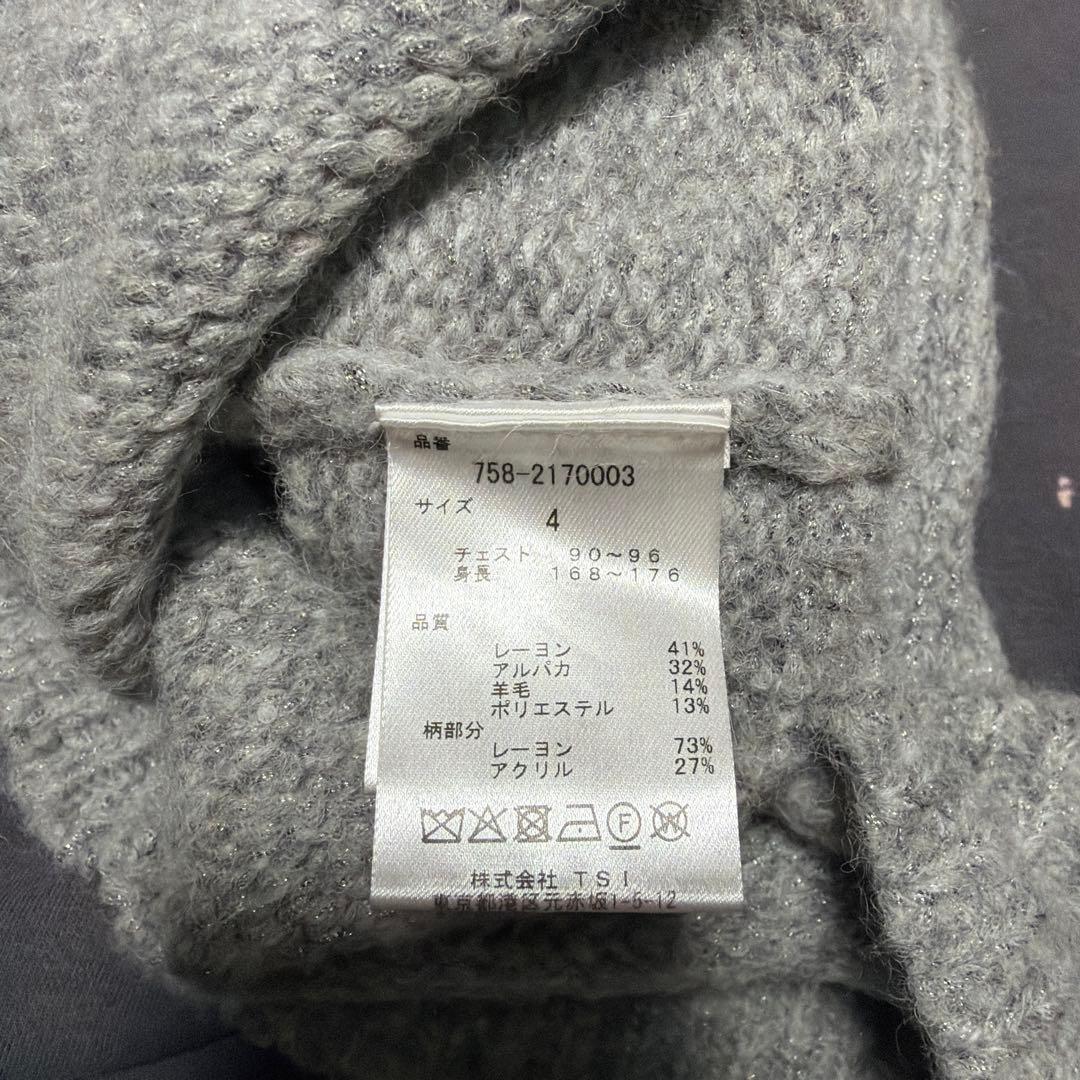 品番
758-2170003
サイズ
4
チェスト 90~96
身長 168~176
品質
レーヨン 41%
アルパカ 32%
羊毛 14%
ポリエステル 13%
柄部分
レーヨン 73%
アクリル 27%
F W
株式会社 TSI
東京都港区元赤坂1-5-12